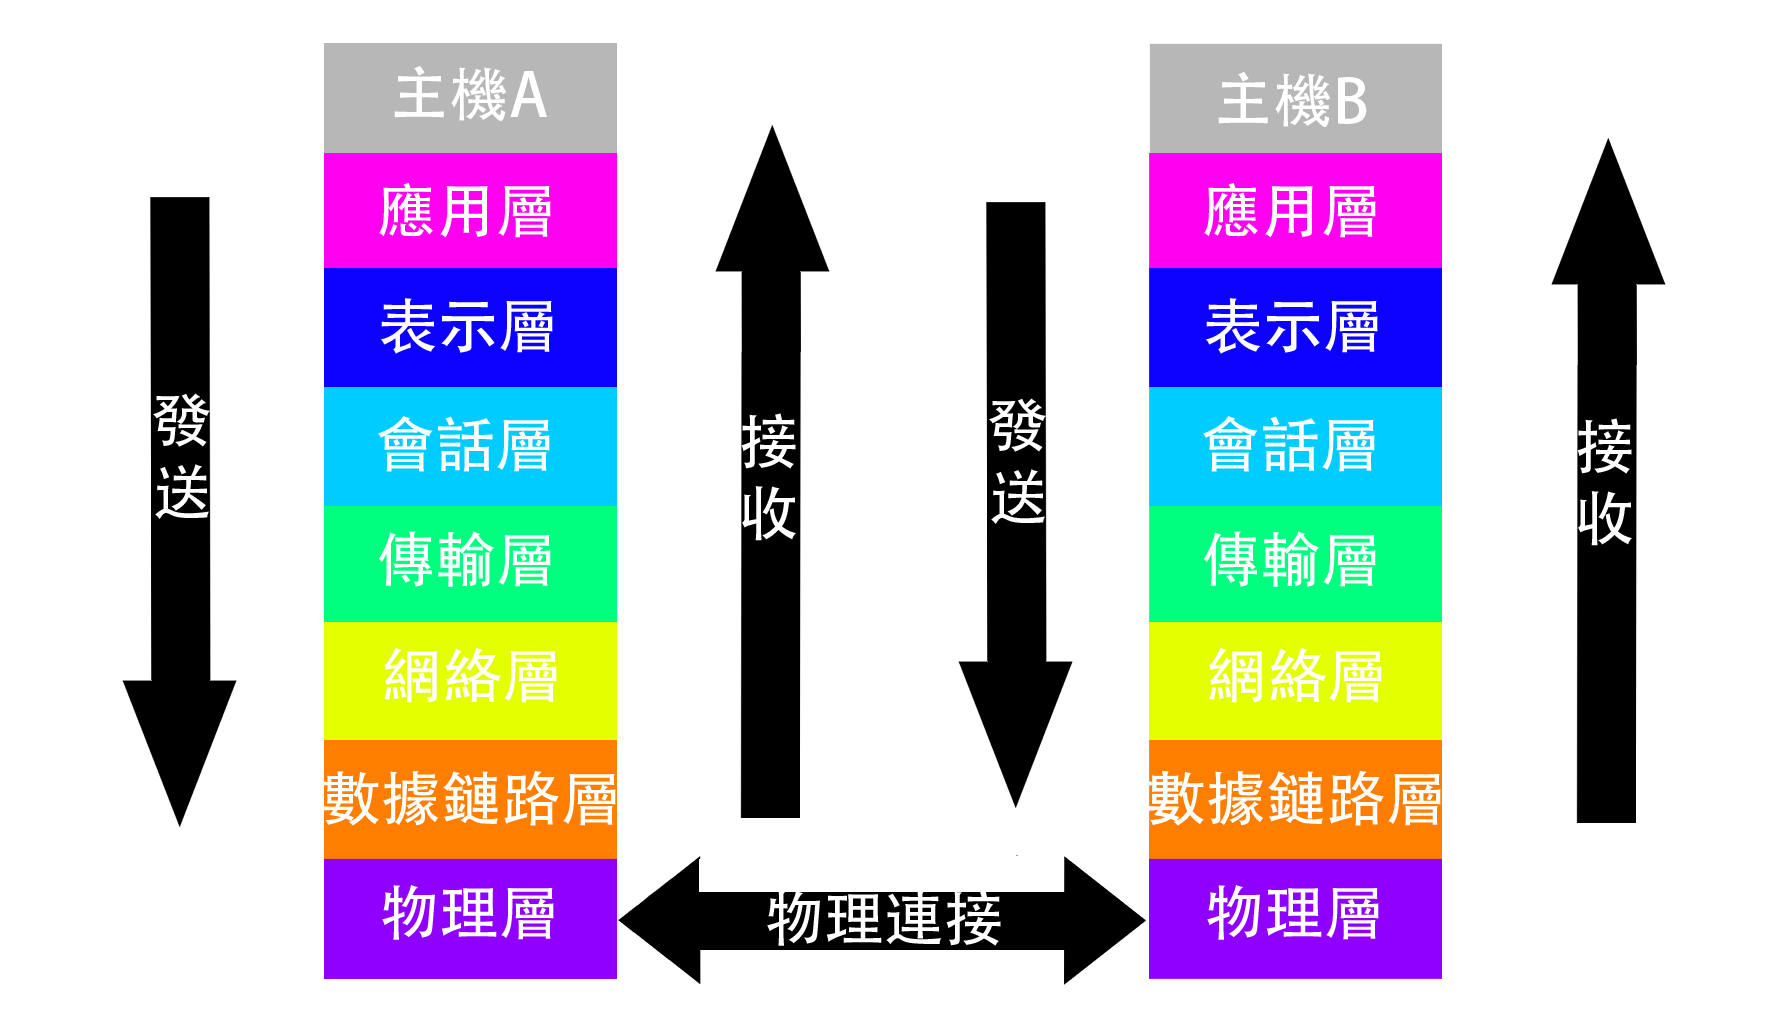 主機A
應用層
表示層
會話層
傳輸層
網絡層
數據鏈路層
物理層
發送
接收
物理連接
發送
接收
主機B
應用層
表示層
會話層
傳輸層
網絡層
數據鏈路層
物理層